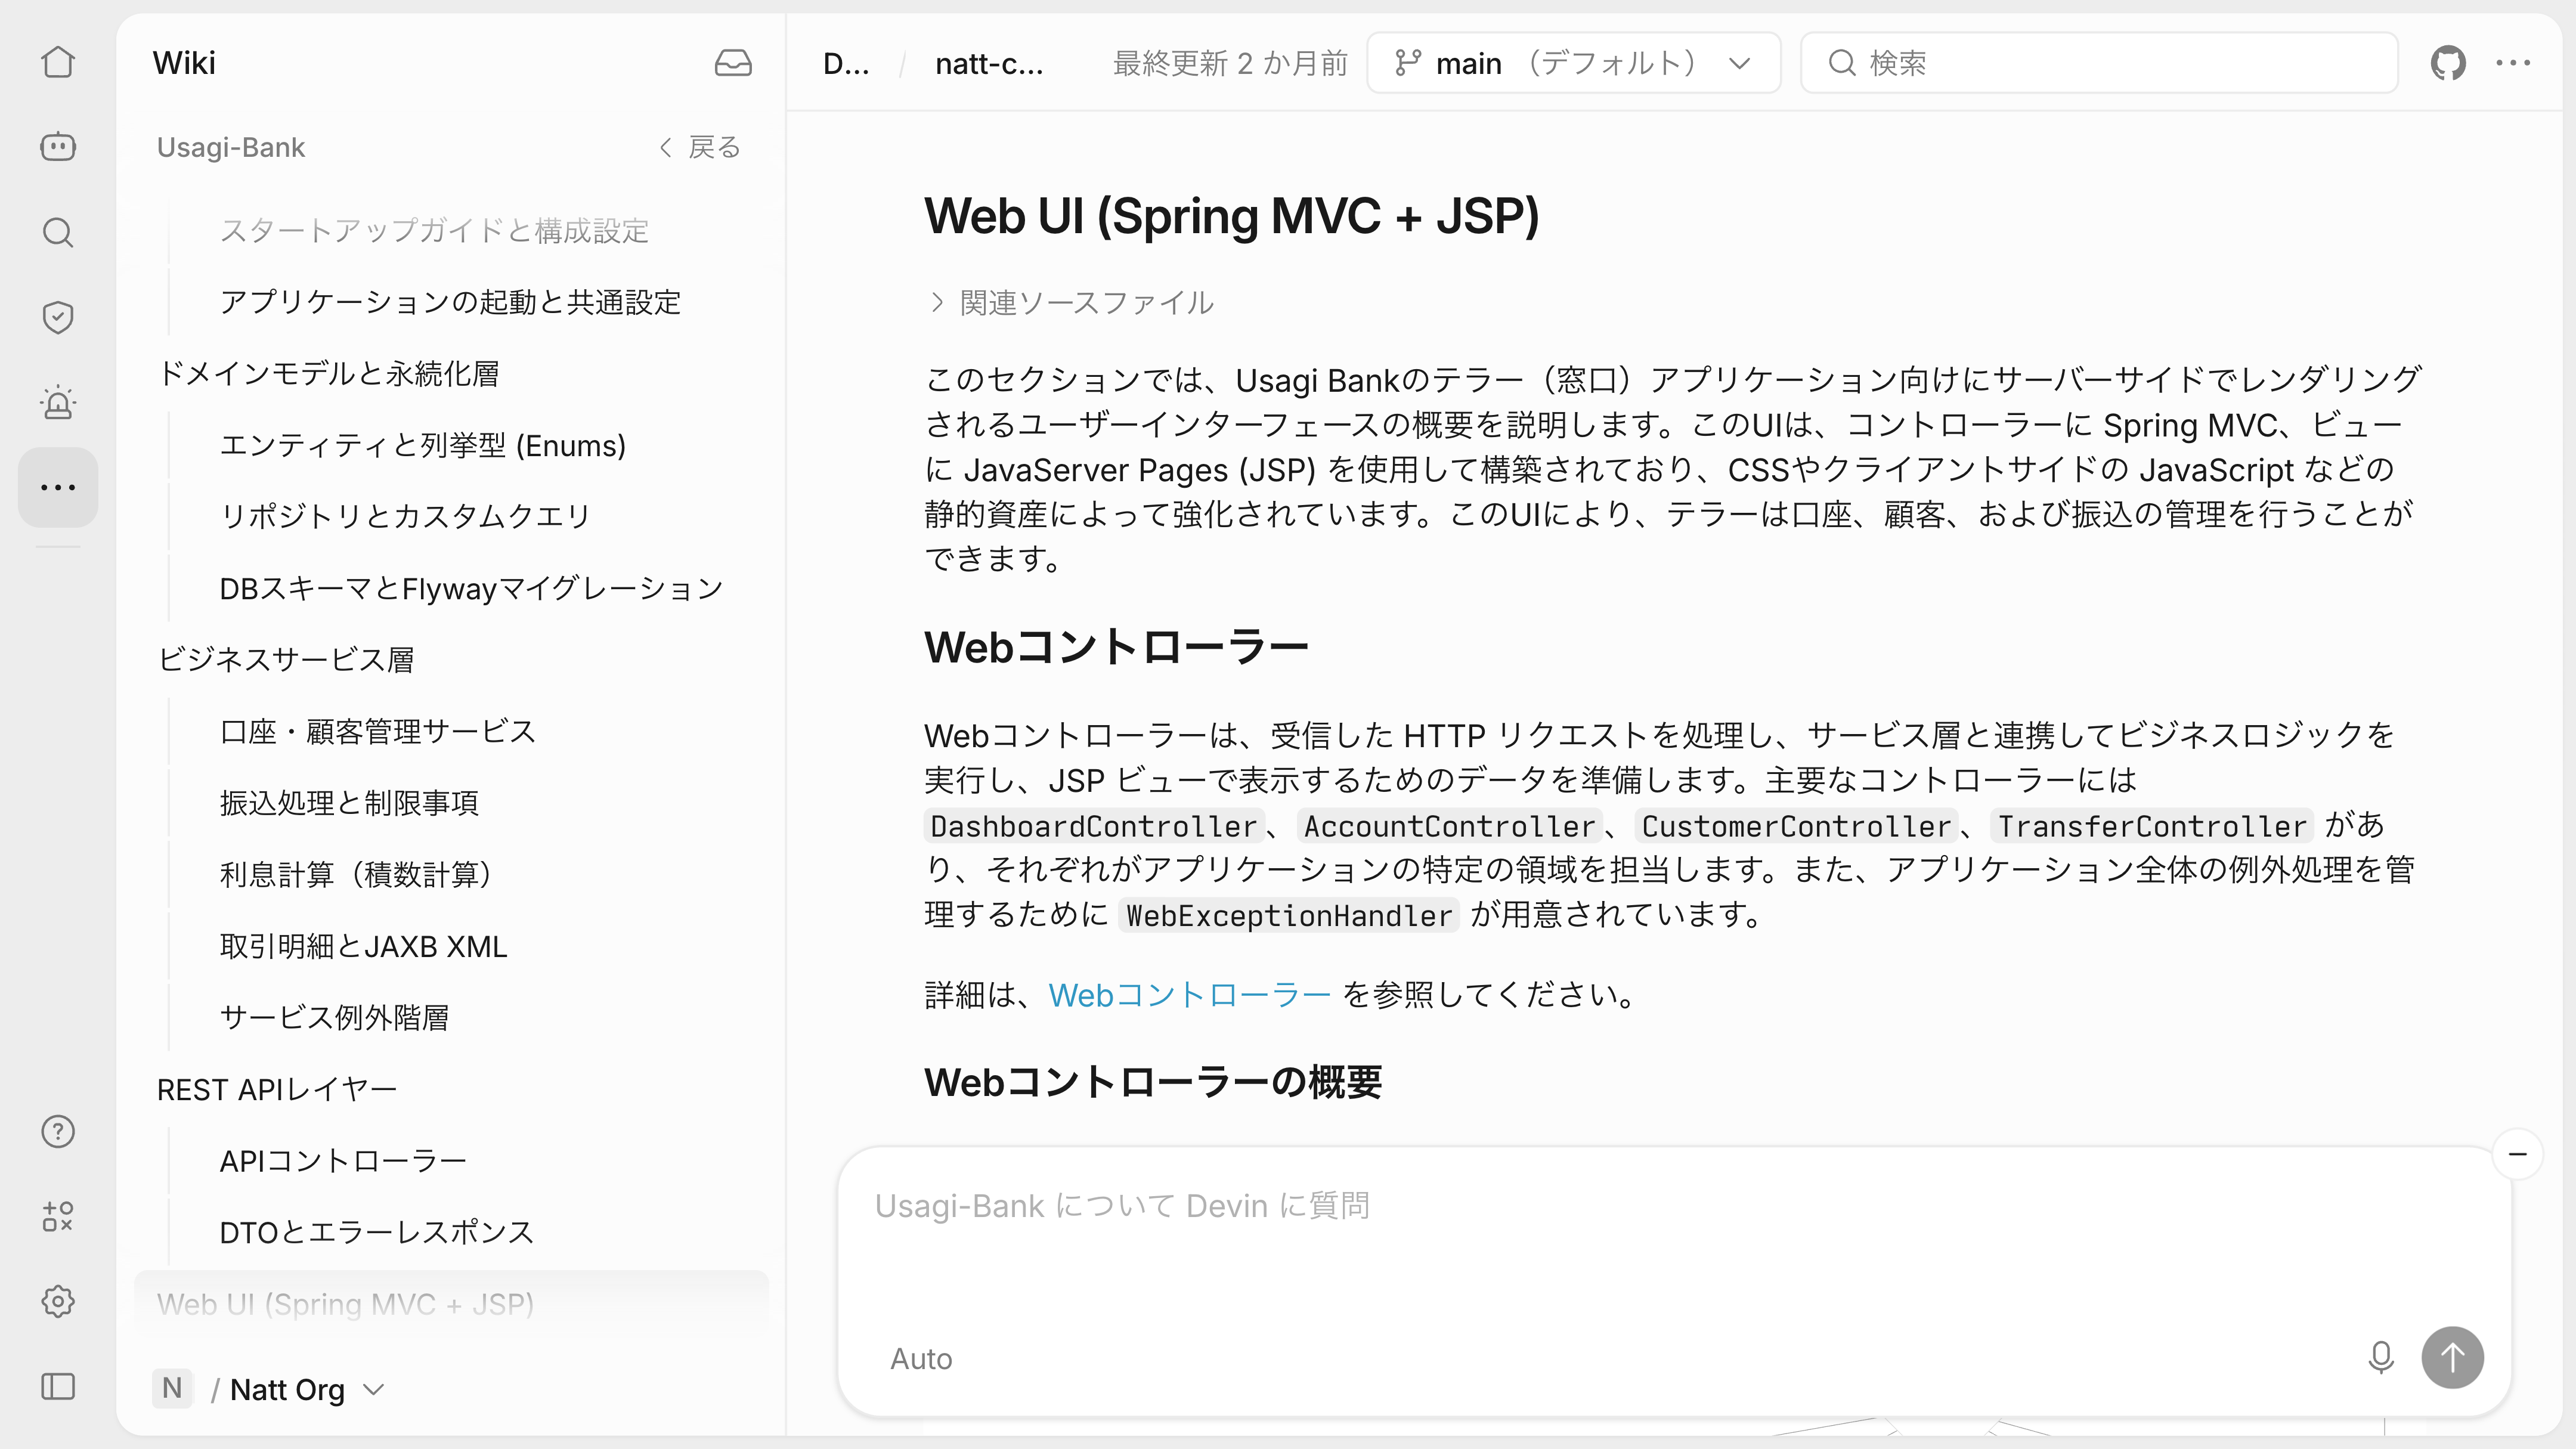 Wiki
Usagi-Bank
戻る
スタートアップガイドと構成設定
アプリケーションの起動と共通設定
ドメインモデルと永続化層
エンティティと列挙型 (Enums)
リポジトリとカスタムクエリ
DBスキーマとFlywayマイグレーション
ビジネスサービス層
口座・顧客管理サービス
振込処理と制限事項
利息計算（積数計算）
取引明細とJAXB XML
サービス例外階層
REST APIレイヤー
APIコントローラー
DTOとエラーレスポンス
Web UI (Spring MVC + JSP)
N / Natt Org
D... / natt-c... 最終更新 2 か月前 main （デフォルト） 検索
Web UI (Spring MVC + JSP)
関連ソースファイル
このセクションでは、Usagi Bankのテラー（窓口）アプリケーション向けにサーバーサイドでレンダリング
されるユーザーインターフェースの概要を説明します。このUIは、コントローラーに Spring MVC、ビュー
に JavaServer Pages (JSP) を使用して構築されており、CSSやクライアントサイドの JavaScript などの
静的資産によって強化されています。このUIにより、テラーは口座、顧客、および振込の管理を行うことが
できます。
Webコントローラー
Webコントローラーは、受信した HTTP リクエストを処理し、サービス層と連携してビジネスロジックを
実行し、JSP ビューで表示するためのデータを準備します。主要なコントローラーには
DashboardController、AccountController、CustomerController、TransferController があ
り、それぞれがアプリケーションの特定の領域を担当します。また、アプリケーション全体の例外処理を管
理するために WebExceptionHandler が用意されています。
詳細は、Webコントローラー を参照してください。
Webコントローラーの概要
Usagi-Bank について Devin に質問
Auto